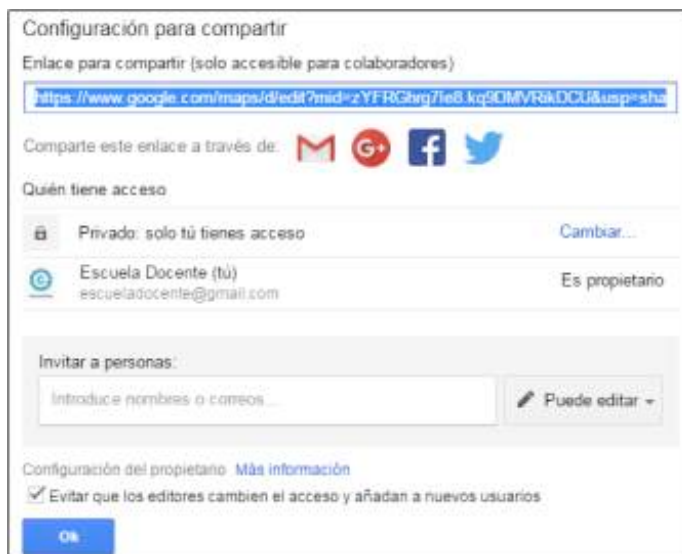 Configuración para compartir
Enlace para compartir (solo accesible para colaboradores)
https://www.google.com/maps/d/edit?mid=zYFRGhrg7Ie8.kq9DMVRikDCU&usp=sha
Comparte este enlace a través de:
Quién tiene acceso
Privado: solo tú tienes acceso Cambiar...
Escuela Docente (tú) Es propietario
escueladocente@gmail.com
Invitar a personas:
Introduce nombres o correos... Puede editar
Configuración del propietario Más información
Evitar que los editores cambien el acceso y añadan a nuevos usuarios
Ok